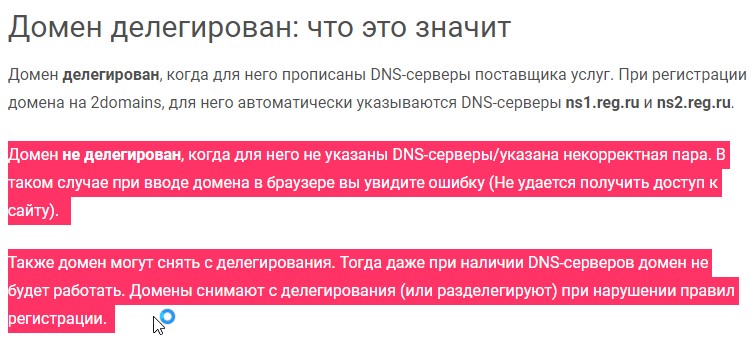 Домен делегирован: что это значит
Домен делегирован, когда для него прописаны DNS-серверы поставщика услуг. При регистрации
домена на 2domains, для него автоматически указываются DNS-серверы ns1.reg.ru и ns2.reg.ru.
Домен не делегирован, когда для него не указаны DNS-серверы/указана некорректная пара. В
таком случае при вводе домена в браузере вы увидите ошибку (Не удается получить доступ к
сайту).
Также домен могут снять с делегирования. Тогда даже при наличии DNS-серверов домен не
будет работать. Домены снимают с делегирования (или разделегируют) при нарушении правил
регистрации.